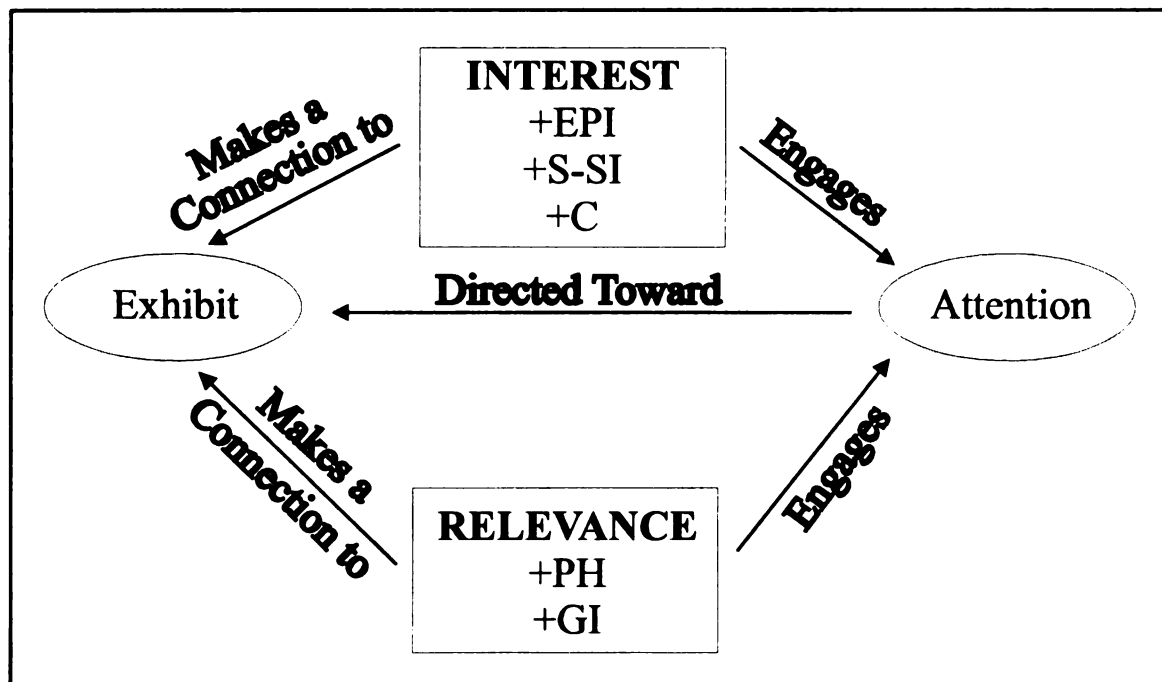 INTEREST
+EPI
+S-SI
+C
Makes a
Connection to
Engages
Directed Toward
Exhibit
Attention
Makes a
Connection to
Engages
RELEVANCE
+PH
+GI